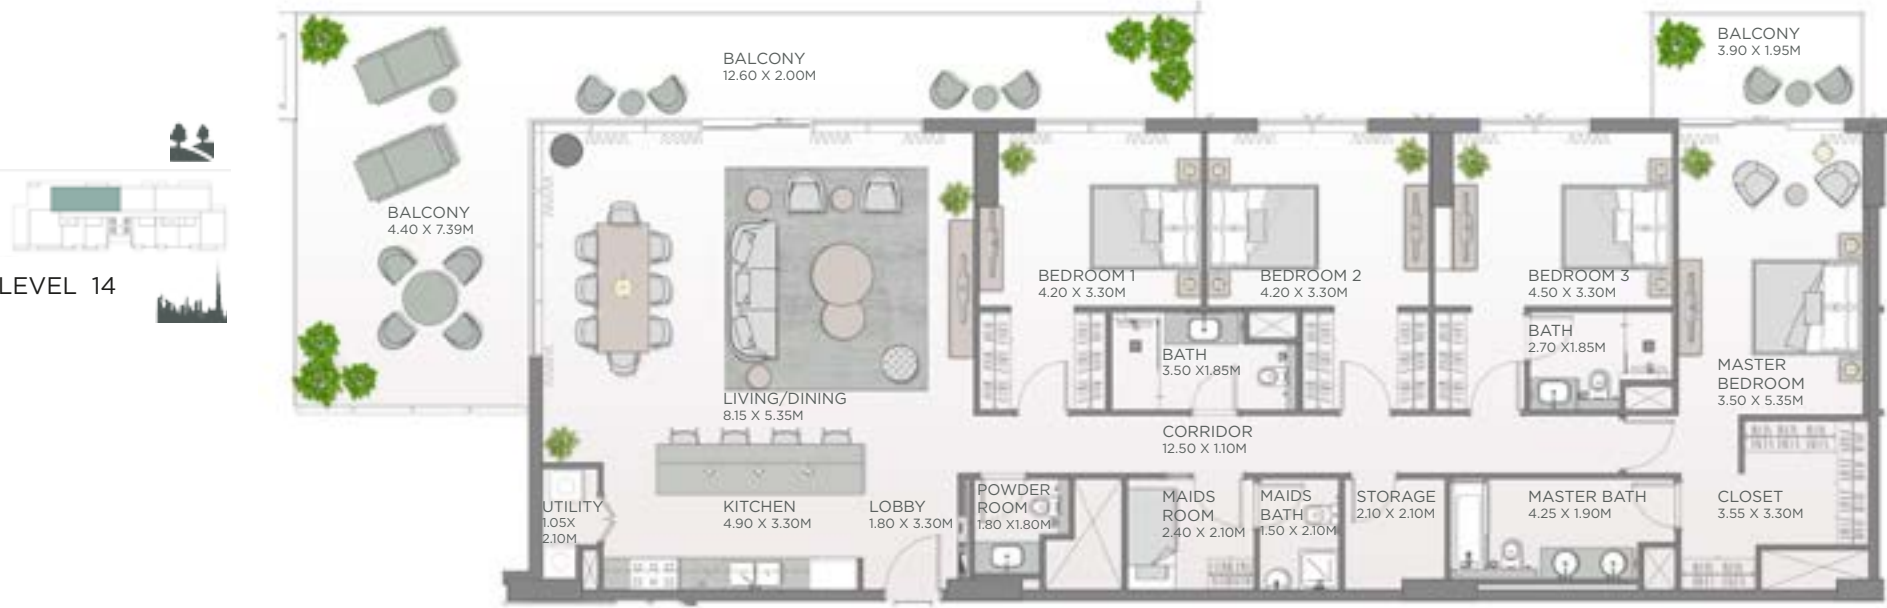 BALCONY
12.60 X 2.00M
BALCONY
3.90 X 1.95M
BALCONY
4.40 X 7.39M
LEVEL 14
BEDROOM 1
4.20 X 3.30M
BEDROOM 2
4.20 X 3.30M
BEDROOM 3
4.50 X 3.30M
BATH
3.50 X1.85M
BATH
2.70 X1.85M
MASTER
BEDROOM
3.50 X 5.35M
LIVING/DINING
8.15 X 5.35M
CORRIDOR
12.50 X 1.10M
UTILITY
1.05X
2.10M
KITCHEN
4.90 X 3.30M
LOBBY
1.80 X 3.30M
POWDER
ROOM
1.80 X1.80M
MAIDS
ROOM
2.40 X 2.10M
MAIDS
BATH
1.50 X 2.10M
STORAGE
2.10 X 2.10M
MASTER BATH
4.25 X 1.90M
CLOSET
3.55 X 3.30M